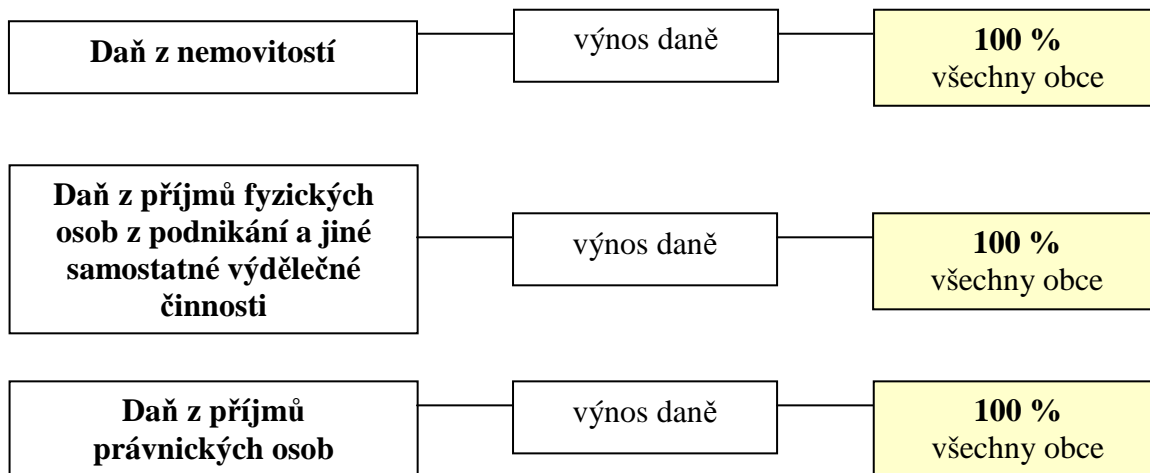 Daň z nemovitostí
výnos daně
100 %
všechny obce
Daň z příjmů fyzických
osob z podnikání a jiné
samostatné výdělečné
činnosti
výnos daně
100 %
všechny obce
Daň z příjmů
právnických osob
výnos daně
100 %
všechny obce